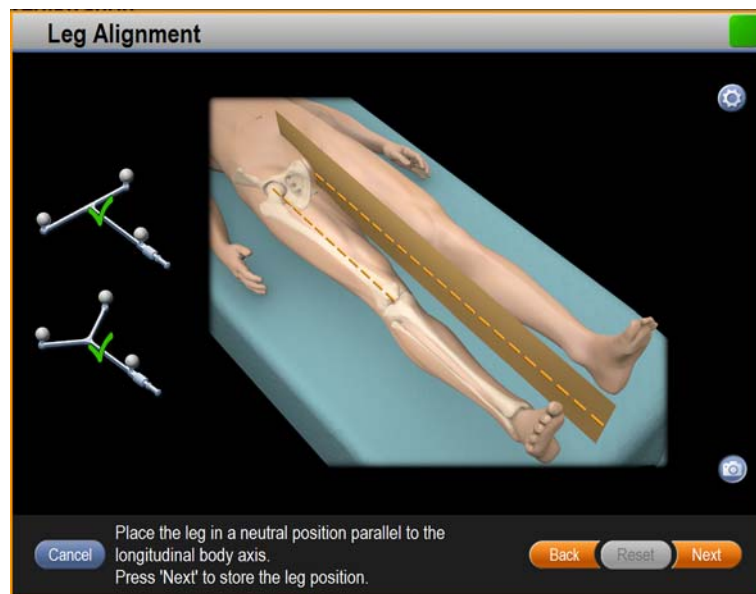 Leg Alignment
Place the leg in a neutral position parallel to the
longitudinal body axis.
Press 'Next' to store the leg position.
Cancel
Back
Reset
Next